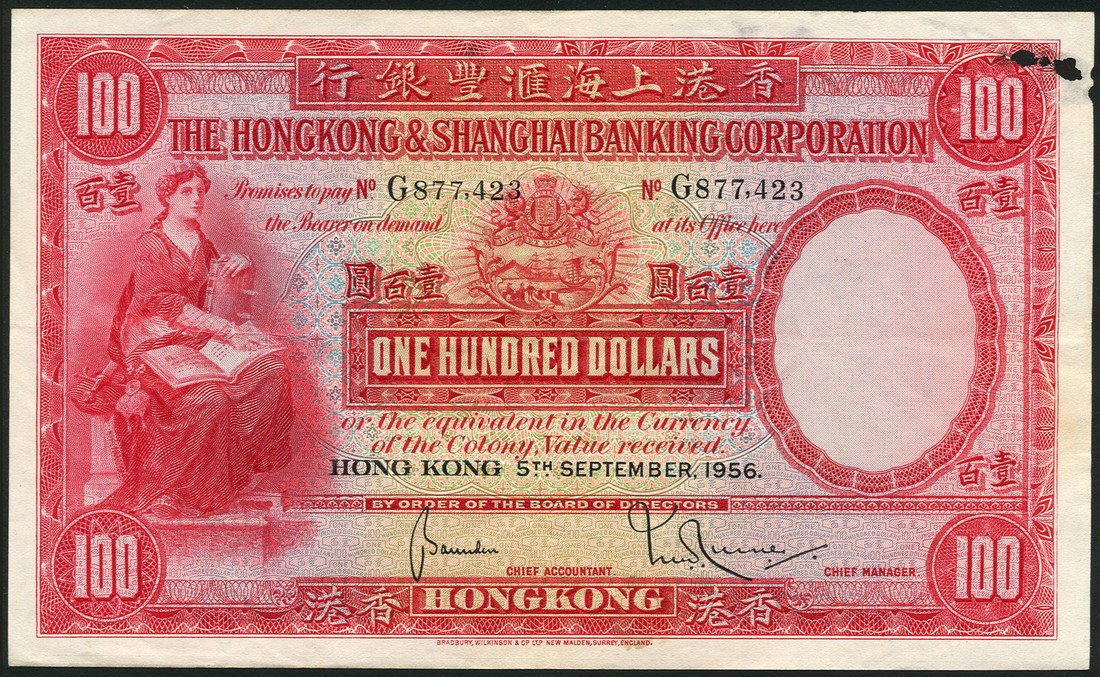 行銀豐滙海上港香
100 100
THE HONGKONG & SHANGHAI BANKING CORPORATION
百壹 百壹
Promises to pay Nº G877,423 Nº G877,423
the Bearer on demand at its Office here
圓百壹 圓百壹
ONE HUNDRED DOLLARS
or the equivalent in the Currency
of the Colony, Value received.
HONG KONG 5TH SEPTEMBER, 1956.
百壹
BY ORDER OF THE BOARD OF DIRECTORS
100 100
CHIEF ACCOUNTANT. CHIEF MANAGER.
港香 HONGKONG 港香
BRADBURY, WILKINSON & Cº LTD NEW MALDEN, SURREY, ENGLAND.